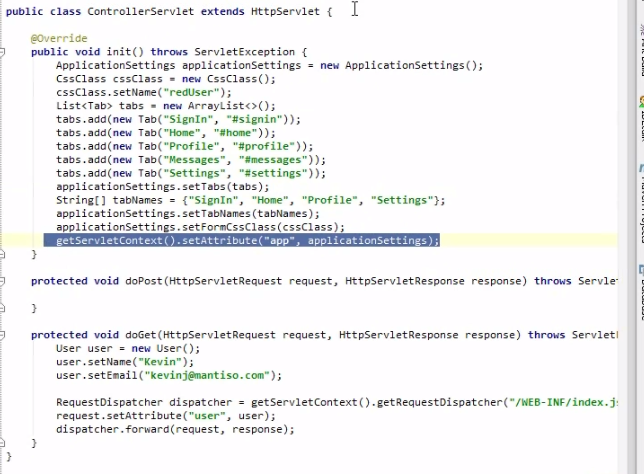 public class ControllerServlet extends HttpServlet {
@Override
public void init() throws ServletException {
ApplicationSettings applicationSettings = new ApplicationSettings();
CssClass cssClass = new CssClass();
cssClass.setName("redUser");
List<Tab> tabs = new ArrayList<>();
tabs.add(new Tab("SignIn", "#signin"));
tabs.add(new Tab("Home", "#home"));
tabs.add(new Tab("Profile", "#profile"));
tabs.add(new Tab("Messages", "#messages"));
tabs.add(new Tab("Settings", "#settings"));
applicationSettings.setTabs(tabs);
String[] tabNames = {"SignIn", "Home", "Profile", "Settings"};
applicationSettings.setTabNames(tabNames);
applicationSettings.setFormCssClass(cssClass);
getServletContext().setAttribute("app", applicationSettings);
}
protected void doPost(HttpServletRequest request, HttpServletResponse response) throws Servlet
}
protected void doGet(HttpServletRequest request, HttpServletResponse response) throws Servlet
User user = new User();
user.setName("Kevin");
user.setEmail("kevinj@mantiso.com");
RequestDispatcher dispatcher = getServletContext().getRequestDispatcher("/WEB-INF/index.js
request.setAttribute("user", user);
dispatcher.forward(request, response);
}
}